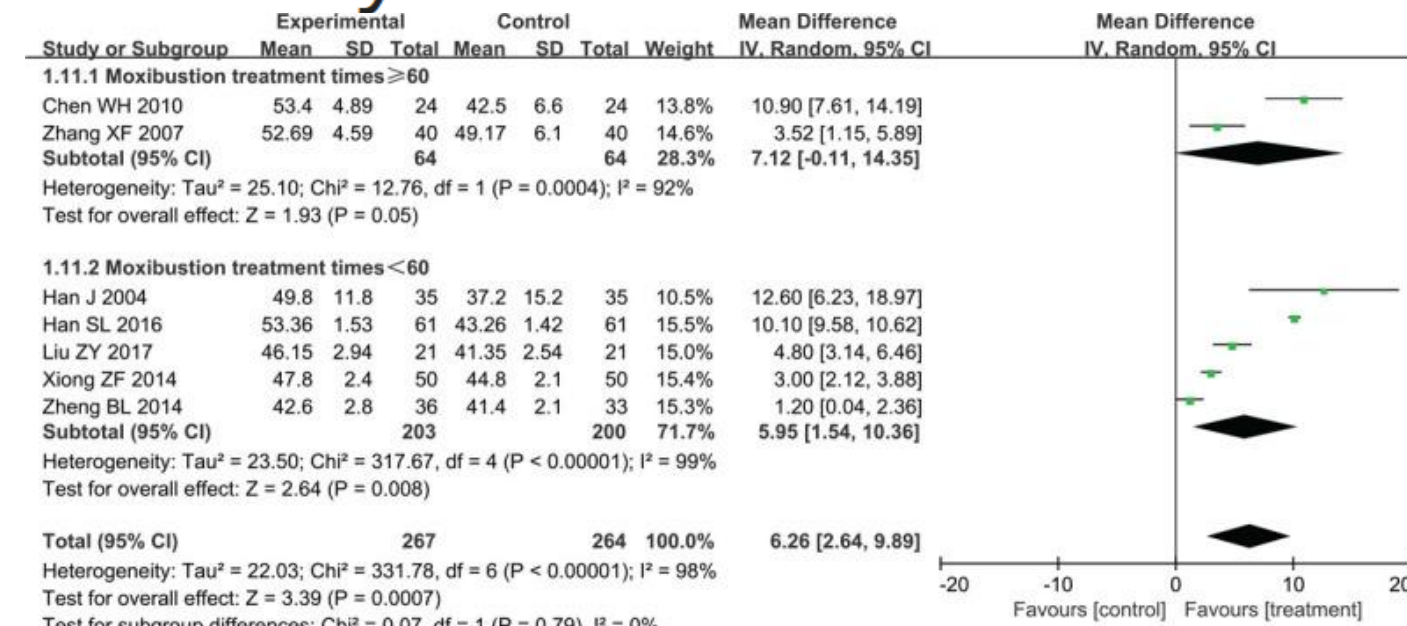 Experimental Control Mean Difference Mean Difference
Study or Subgroup Mean SD Total Mean SD Total Weight IV, Random, 95% CI IV, Random, 95% CI
1.11.1 Moxibustion treatment times≥60
Chen WH 2010 53.4 4.89 24 42.5 6.6 24 13.8% 10.90 [7.61, 14.19]
Zhang XF 2007 52.69 4.59 40 49.17 6.1 40 14.6% 3.52 [1.15, 5.89]
Subtotal (95% CI) 64 64 28.3% 7.12 [-0.11, 14.35]
Heterogeneity: Tau² = 25.10; Chi² = 12.76, df = 1 (P = 0.0004); I² = 92%
Test for overall effect: Z = 1.93 (P = 0.05)
1.11.2 Moxibustion treatment times<60
Han J 2004 49.8 11.8 35 37.2 15.2 35 10.5% 12.60 [6.23, 18.97]
Han SL 2016 53.36 1.53 61 43.26 1.42 61 15.5% 10.10 [9.58, 10.62]
Liu ZY 2017 46.15 2.94 21 41.35 2.54 21 15.0% 4.80 [3.14, 6.46]
Xiong ZF 2014 47.8 2.4 50 44.8 2.1 50 15.4% 3.00 [2.12, 3.88]
Zheng BL 2014 42.6 2.8 36 41.4 2.1 33 15.3% 1.20 [0.04, 2.36]
Subtotal (95% CI) 203 200 71.7% 5.95 [1.54, 10.36]
Heterogeneity: Tau² = 23.50; Chi² = 317.67, df = 4 (P < 0.00001); I² = 99%
Test for overall effect: Z = 2.64 (P = 0.008)
Total (95% CI) 267 264 100.0% 6.26 [2.64, 9.89]
Heterogeneity: Tau² = 22.03; Chi² = 331.78, df = 6 (P < 0.00001); I² = 98%
Test for overall effect: Z = 3.39 (P = 0.0007)
Test for subgroup differences: Chi² = 0.07, df = 1 (P = 0.79), I² = 0%
-20 -10 0 10 20
Favours [control] Favours [treatment]